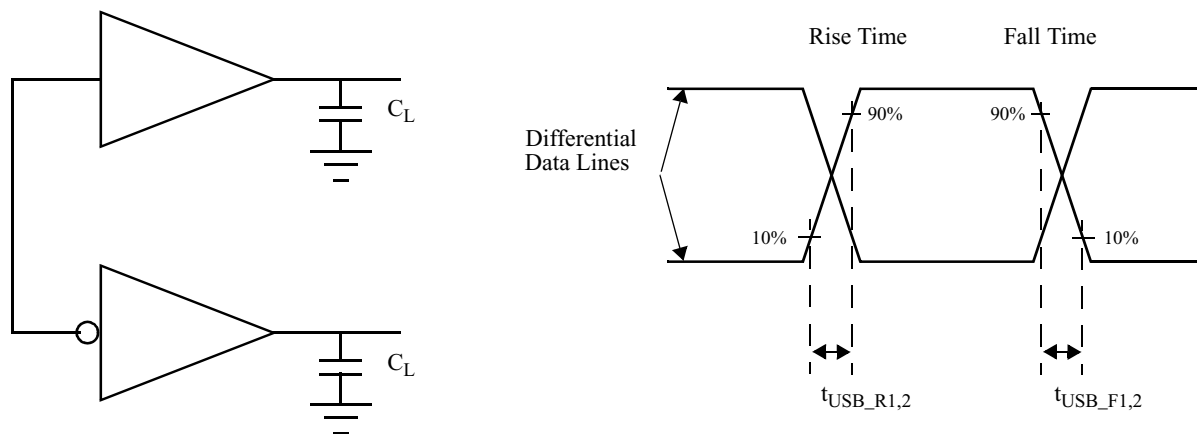 C_L
C_L
Rise Time
Fall Time
Differential
Data Lines
90%
90%
10%
10%
t_USB_R1,2
t_USB_F1,2